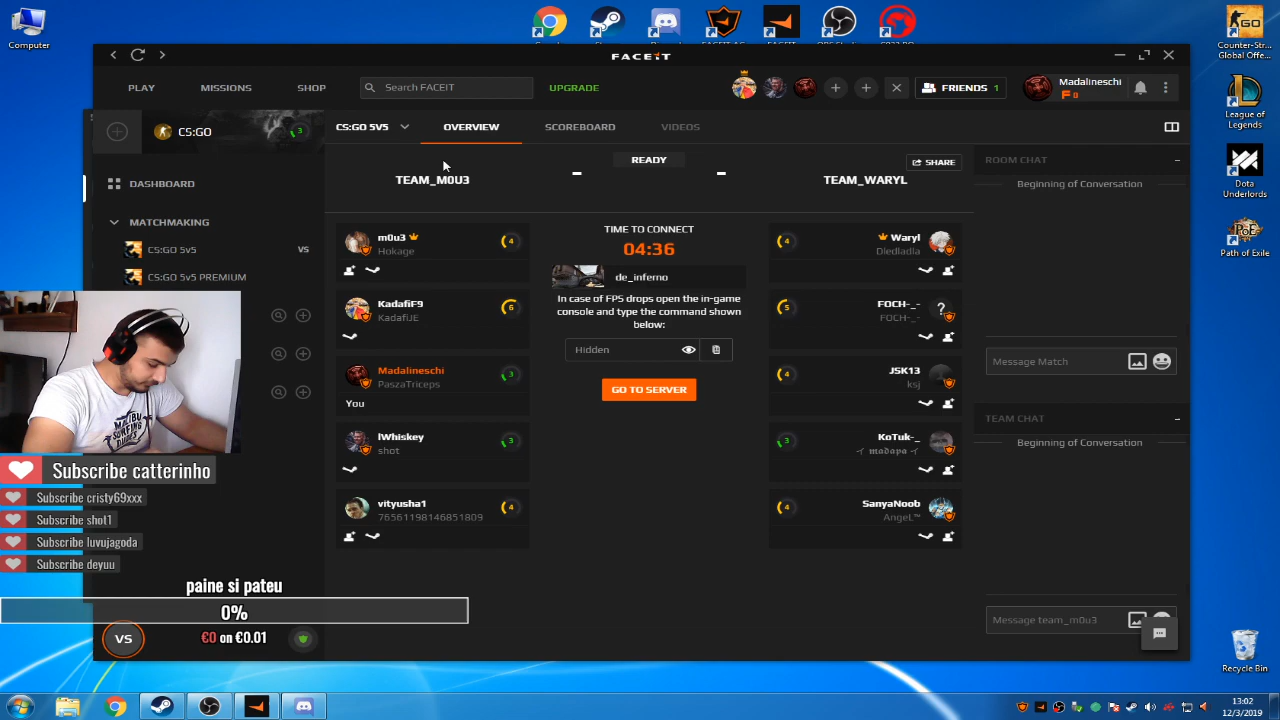 Computer
Counter-Str...
Global Offe...
League of
Legends
Dota
Underlords
Path of Exile
Recycle Bin
FACEIT
PLAY
MISSIONS
SHOP
Search FACEIT
UPGRADE
FRIENDS 1
Madalineschi
F 0
CS:GO
3
CS:GO 5V5
OVERVIEW
SCOREBOARD
VIDEOS
DASHBOARD
MATCHMAKING
CS:GO 5v5
VS
CS:GO 5V5 PREMIUM
TEAM_M0U3
-
READY
-
TEAM_WARYL
SHARE
m0u3
Hokage
4
KadafiF9
KadafiJE
6
Madalineschi
PaszaTriceps
3
You
lWhiskey
shot
3
vityusha1
76561198146851809
4
TIME TO CONNECT
04:36
de_inferno
In case of FPS drops open the in-game
console and type the command shown
below:
Hidden
GO TO SERVER
4
Waryl
Diedladla
5
FOCH-_-
FOCH-_-
?
4
JSK13
ksj
3
KoTuk-_
4
SanyaNoob
AngeL™
ROOM CHAT
Beginning of Conversation
Message Match
TEAM CHAT
Beginning of Conversation
Message team_m0u3
Subscribe catterinho
Subscribe cristy69xxx
Subscribe shot1
Subscribe luvujagoda
Subscribe deyuu
paine si pateu
0%
€0 on €0.01
VS
13:02
12/3/2019